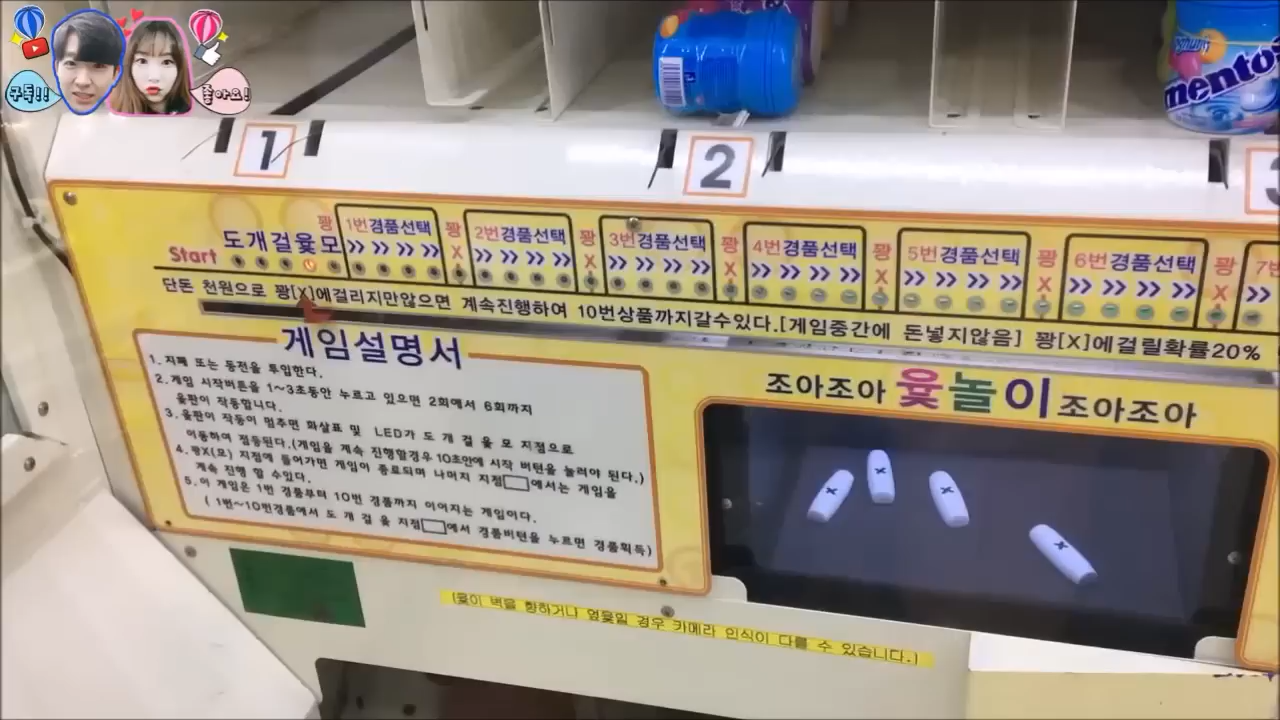 구독!!
좋아요!
mentos
1
2
3
Start
도개걸윷모
꽝
1번경품선택
꽝
X
2번경품선택
꽝
X
3번경품선택
꽝
X
4번경품선택
꽝
X
5번경품선택
꽝
X
6번경품선택
꽝
X
7번
단돈 천원으로 꽝[X]에걸리지만않으면 계속진행하여 10번상품까지갈수있다.[게임중간에 돈넣지않음] 꽝[X]에걸릴확률20%
게임설명서
1. 지폐 또는 동전을 투입한다.
2. 게임 시작버튼을 1~3초동안 누르고 있으면 2회에서 6회까지
윷판이 작동합니다.
3. 윷판이 작동이 멈추면 화살표 및 LED가 도 개 걸 윷 모 지점으로
이동하여 점등된다.(게임을 계속 진행할경우 10초안에 시작 버턴을 눌러야 된다.)
4. 꽝X(모) 지점에 들어가면 게임이 종료되며 나머지 지점□에서는 게임을
계속 진행 할 수있다.
5. 이 게임은 1번 경품부터 10번 경품까지 이어지는 게임이다.
( 1번~10번경품에서 도 개 걸 윷 지점□에서 경품버턴을 누르면 경품획득)
조아조아 윷놀이 조아조아
(윷이 벽을 향하거나 옆윷일 경우 카메라 인식이 다를 수 있습니다.)